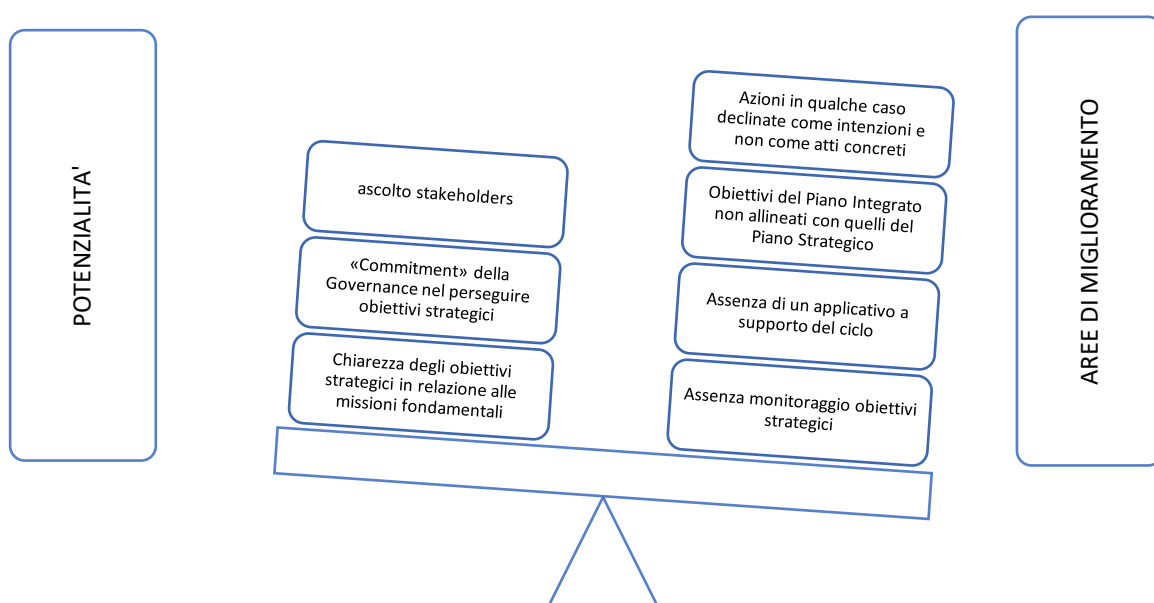 POTENZIALITA'
ascolto stakeholders
«Commitment» della
Governance nel perseguire
obiettivi strategici
Chiarezza degli obiettivi
strategici in relazione alle
missioni fondamentali
Azioni in qualche caso
declinate come intenzioni e
non come atti concreti
Obiettivi del Piano Integrato
non allineati con quelli del
Piano Strategico
Assenza di un applicativo a
supporto del ciclo
Assenza monitoraggio obiettivi
strategici
AREE DI MIGLIORAMENTO